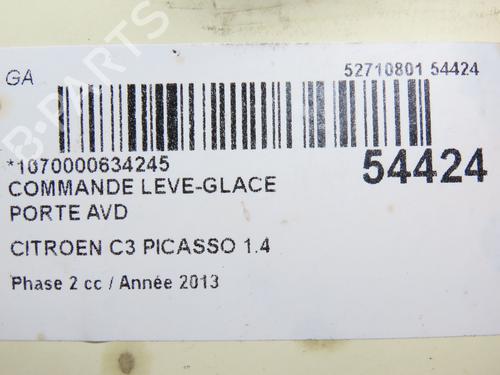 GA
52710801 54424
*1070000634245
54424
COMMANDE LEVE-GLACE
PORTE AVD
CITROEN C3 PICASSO 1.4
Phase 2 cc / Année 2013
B-PARTS